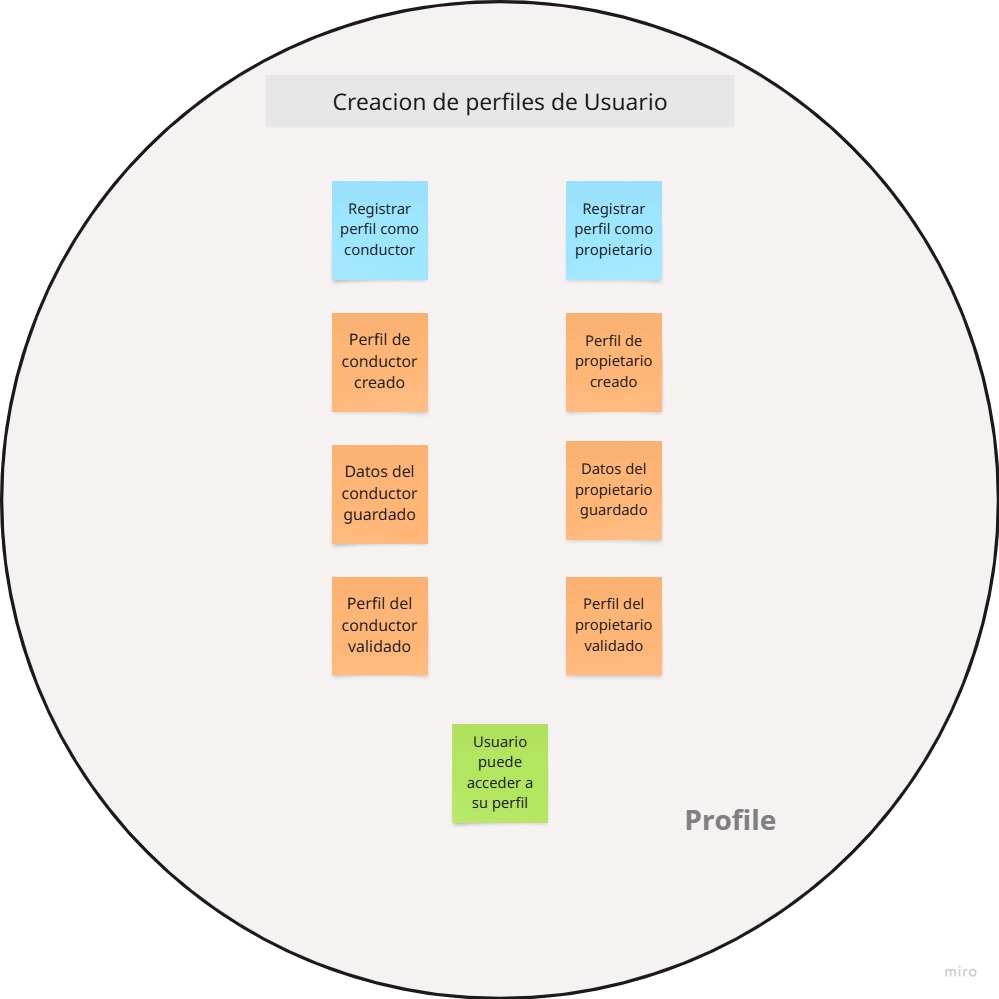 Creacion de perfiles de Usuario
Registrar
perfil como
conductor
Registrar
perfil como
propietario
Perfil de
conductor
creado
Perfil de
propietario
creado
Datos del
conductor
guardado
Datos del
propietario
guardado
Perfil del
conductor
validado
Perfil del
propietario
validado
Usuario
puede
acceder a
su perfil
Profile
miro